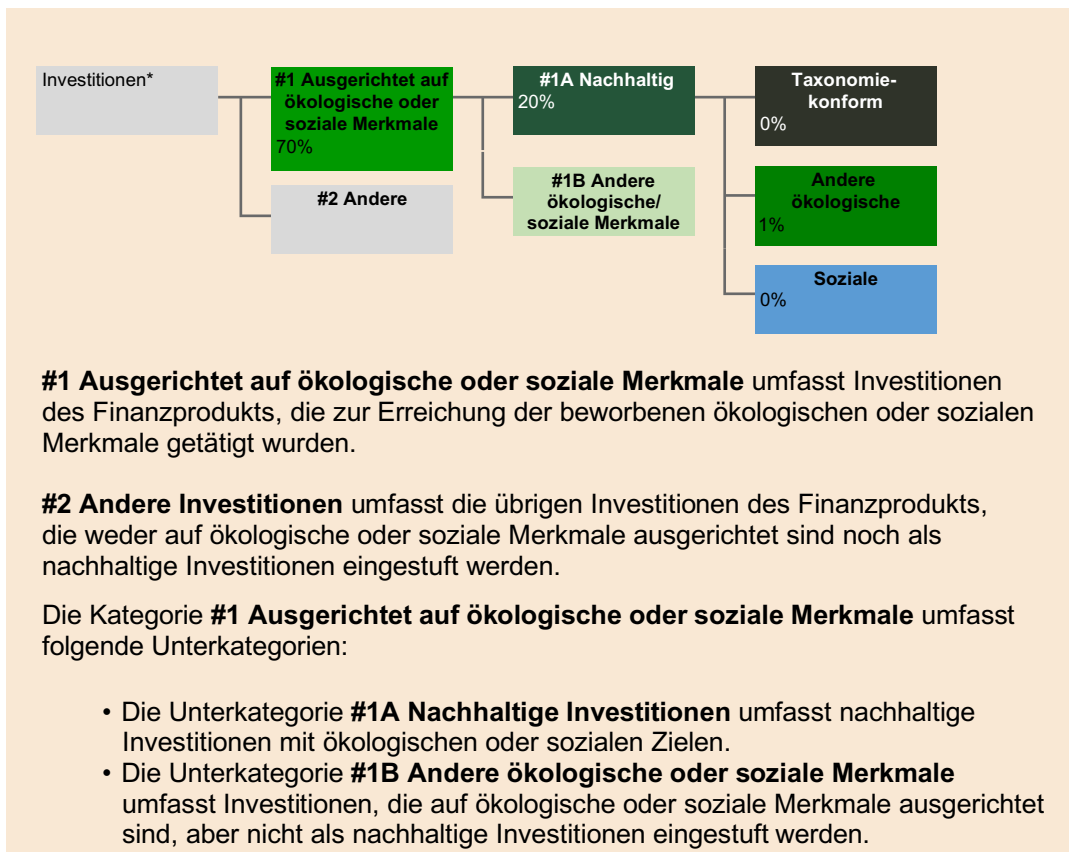 Investitionen*
#1 Ausgerichtet auf
ökologische oder
soziale Merkmale
70%
#2 Andere
#1A Nachhaltig
20%
#1B Andere
ökologische/
soziale Merkmale
Taxonomie-
konform
0%
Andere
ökologische
1%
Soziale
0%
#1 Ausgerichtet auf ökologische oder soziale Merkmale umfasst Investitionen
des Finanzprodukts, die zur Erreichung der beworbenen ökologischen oder sozialen
Merkmale getätigt wurden.
#2 Andere Investitionen umfasst die übrigen Investitionen des Finanzprodukts,
die weder auf ökologische oder soziale Merkmale ausgerichtet sind noch als
nachhaltige Investitionen eingestuft werden.
Die Kategorie #1 Ausgerichtet auf ökologische oder soziale Merkmale umfasst
folgende Unterkategorien:
• Die Unterkategorie #1A Nachhaltige Investitionen umfasst nachhaltige
Investitionen mit ökologischen oder sozialen Zielen.
• Die Unterkategorie #1B Andere ökologische oder soziale Merkmale
umfasst Investitionen, die auf ökologische oder soziale Merkmale ausgerichtet
sind, aber nicht als nachhaltige Investitionen eingestuft werden.